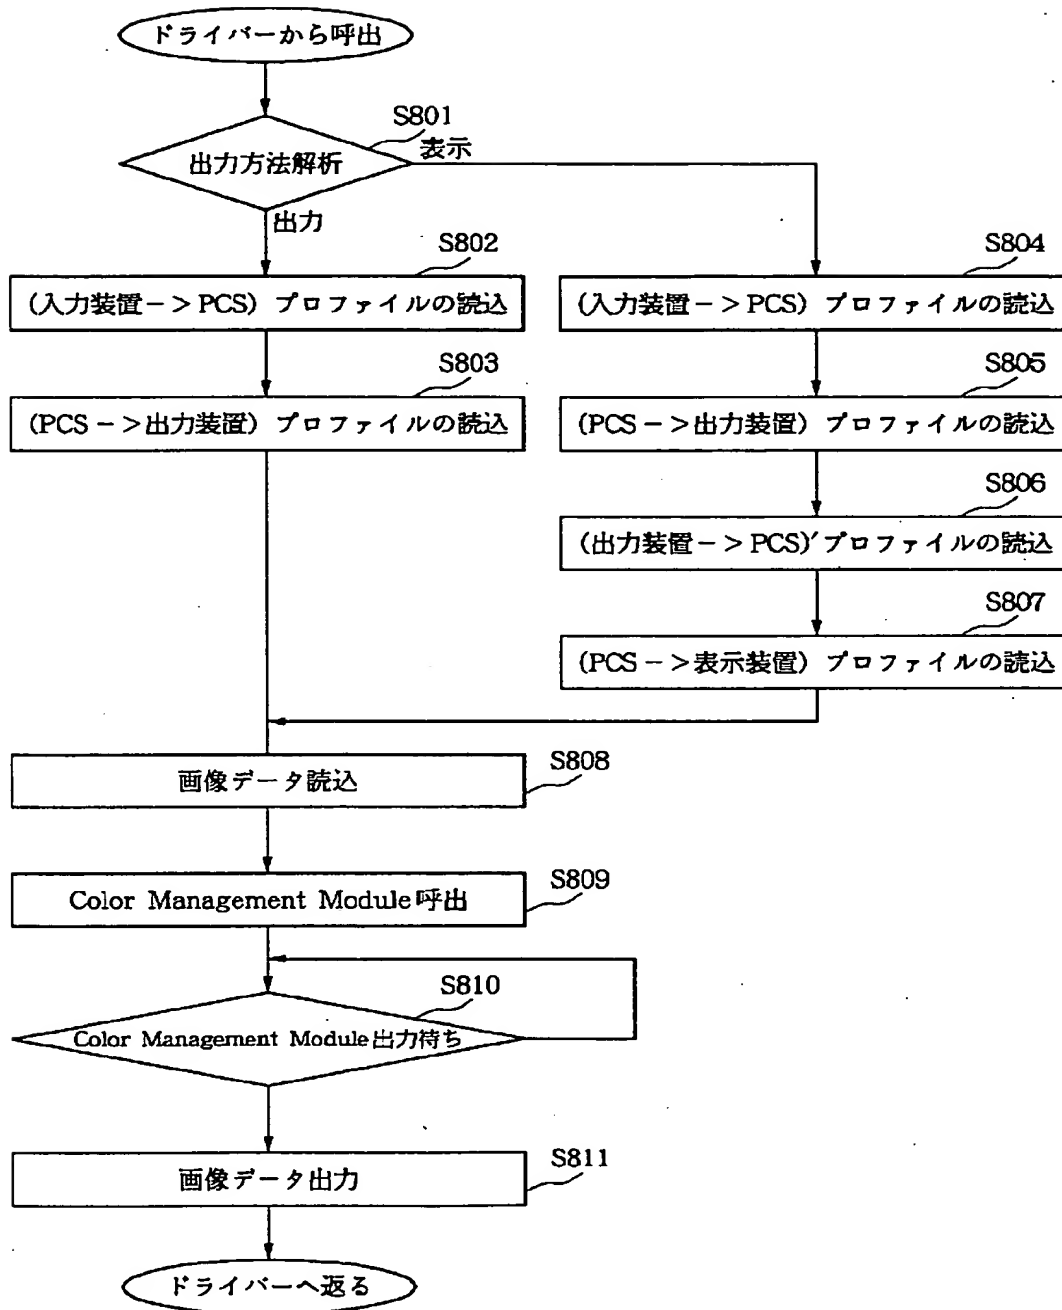 ドライバーから呼出
S801
出力方法解析
表示
出力
S802
(入力装置－＞PCS) プロファイルの読込
S803
(PCS－＞出力装置) プロファイルの読込
S804
(入力装置－＞PCS) プロファイルの読込
S805
(PCS－＞出力装置) プロファイルの読込
S806
(出力装置－＞PCS)′プロファイルの読込
S807
(PCS－＞表示装置) プロファイルの読込
画像データ読込
S808
Color Management Module呼出
S809
S810
Color Management Module出力待ち
画像データ出力
S811
ドライバーへ返る